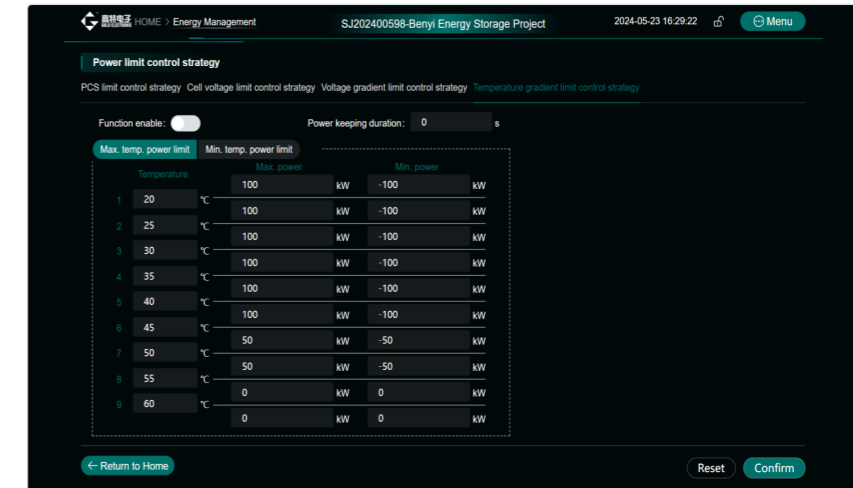 高特电子 HOME > Energy Management SJ202400598-Benyi Energy Storage Project 2024-05-23 16:29:22 Menu
Power limit control strategy
PCS limit control strategy Cell voltage limit control strategy Voltage gradient limit control strategy Temperature gradient limit control strategy
Function enable: Power keeping duration: 0 s
Max. temp. power limit Min. temp. power limit
Temperature Max. power Min. power
100 kW -100 kW
1 20 ℃
100 kW -100 kW
2 25 ℃
100 kW -100 kW
3 30 ℃
100 kW -100 kW
4 35 ℃
100 kW -100 kW
5 40 ℃
100 kW -100 kW
6 45 ℃
50 kW -50 kW
7 50 ℃
50 kW -50 kW
8 55 ℃
0 kW 0 kW
9 60 ℃
0 kW 0 kW
← Return to Home Reset Confirm